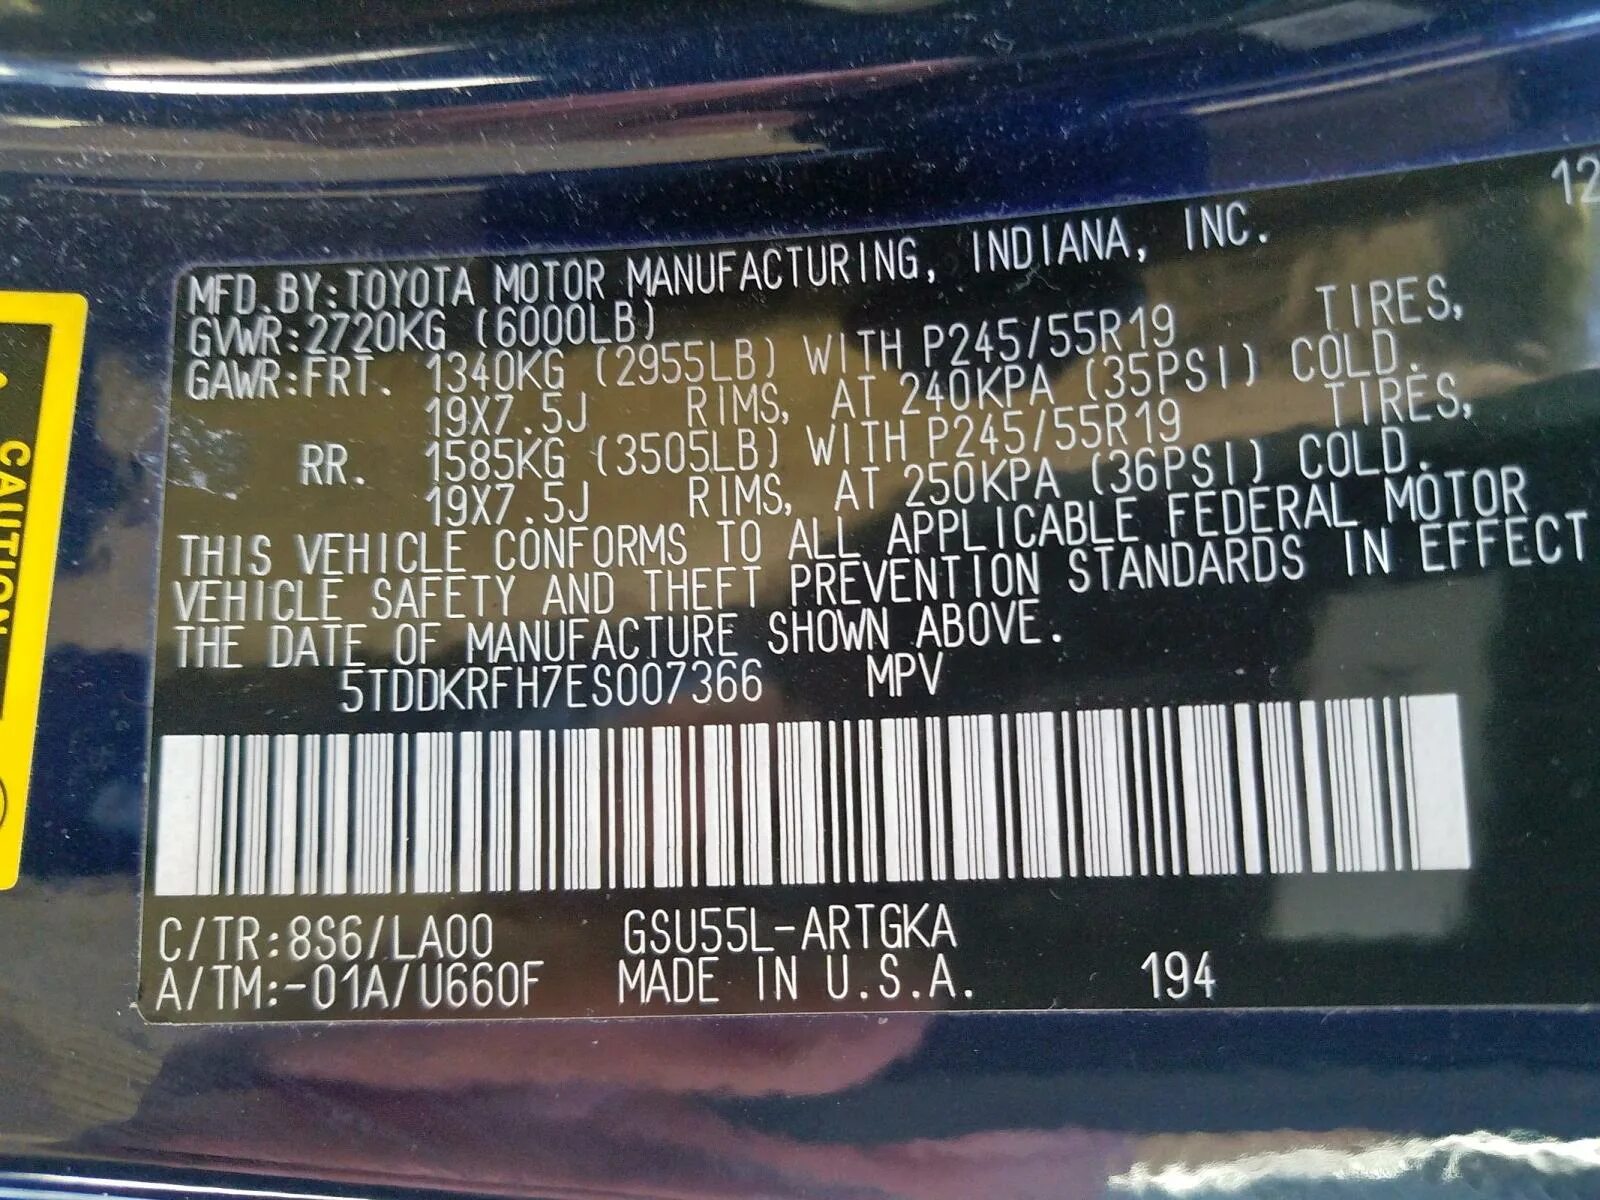 12
MFD. BY: TOYOTA MOTOR MANUFACTURING, INDIANA, INC.
GVWR: 2720KG (6000LB)
GAWR: FRT. 1340KG (2955LB) WITH P245/55R19 TIRES,
19X7.5J RIMS, AT 240KPA (35PSI) COLD.
RR. 1585KG (3505LB) WITH P245/55R19 TIRES,
19X7.5J RIMS, AT 250KPA (36PSI) COLD.
THIS VEHICLE CONFORMS TO ALL APPLICABLE FEDERAL MOTOR
VEHICLE SAFETY AND THEFT PREVENTION STANDARDS IN EFFECT
THE DATE OF MANUFACTURE SHOWN ABOVE.
5TDDKRFH7ES007366 MPV
C/TR: 8S6/LA00 GSU55L-ARTGKA
A/TM: -01A/U660F MADE IN U.S.A. 194
CAUTION